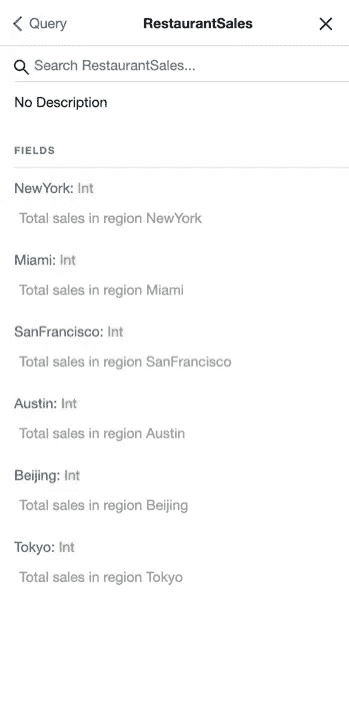 Query
RestaurantSales
Search RestaurantSales...
No Description
FIELDS
NewYork: Int
Total sales in region NewYork
Miami: Int
Total sales in region Miami
SanFrancisco: Int
Total sales in region SanFrancisco
Austin: Int
Total sales in region Austin
Beijing: Int
Total sales in region Beijing
Tokyo: Int
Total sales in region Tokyo